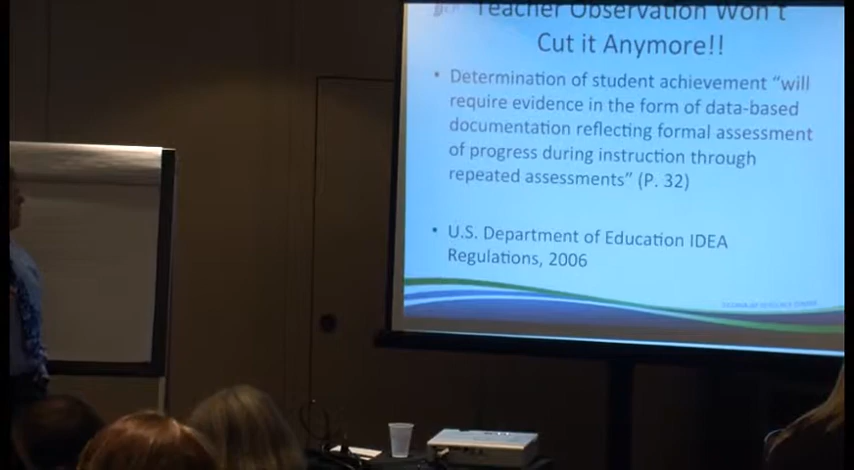 Teacher Observation Won't
Cut it Anymore!!
• Determination of student achievement “will
require evidence in the form of data-based
documentation reflecting formal assessment
of progress during instruction through
repeated assessments” (P. 32)
• U.S. Department of Education IDEA
Regulations, 2006